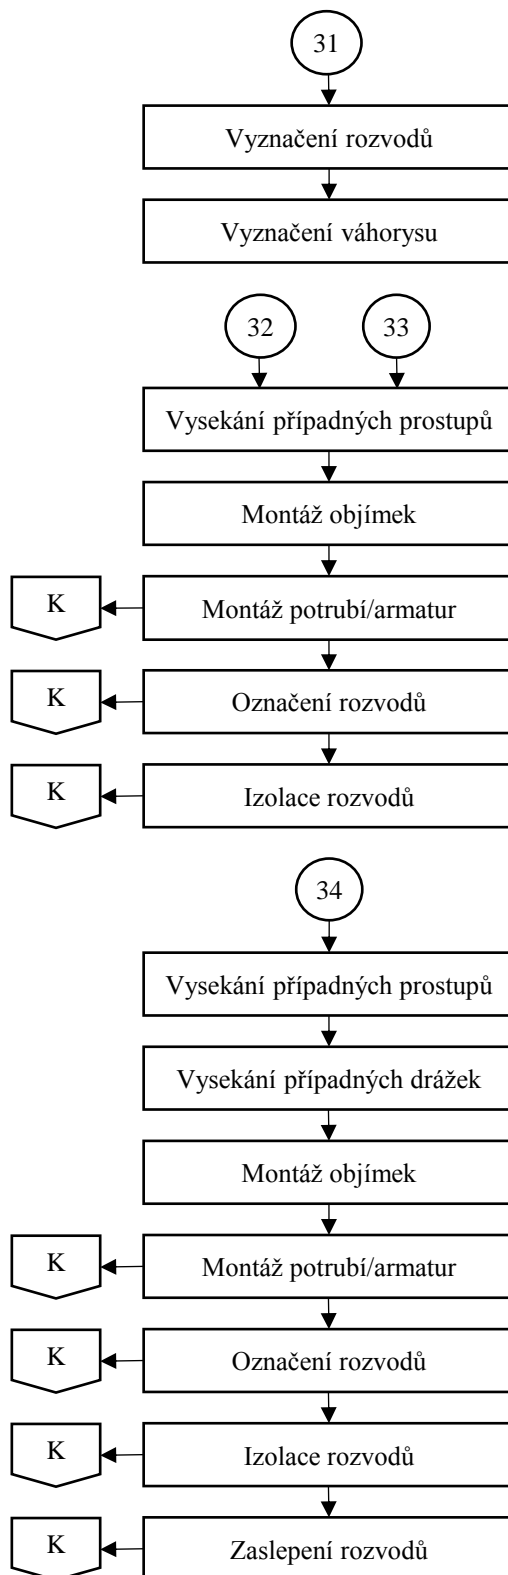 31
Vyznačení rozvodů
Vyznačení váhorysu
32
33
Vysekání případných prostupů
Montáž objímek
K
Montáž potrubí/armatur
K
Označení rozvodů
K
Izolace rozvodů
34
Vysekání případných prostupů
Vysekání případných drážek
Montáž objímek
K
Montáž potrubí/armatur
K
Označení rozvodů
K
Izolace rozvodů
K
Zaslepení rozvodů